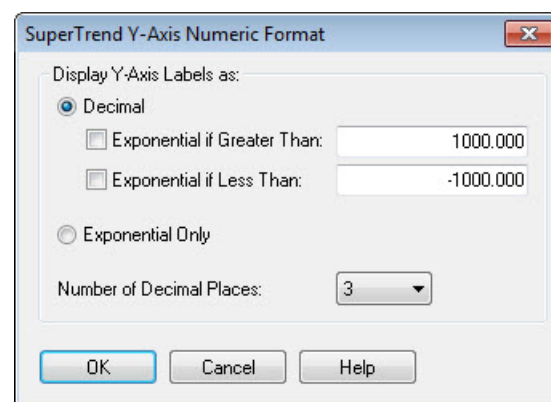 SuperTrend Y-Axis Numeric Format
Display Y-Axis Labels as:
Decimal
Exponential if Greater Than: 1000.000
Exponential if Less Than: -1000.000
Exponential Only
Number of Decimal Places: 3
OK Cancel Help